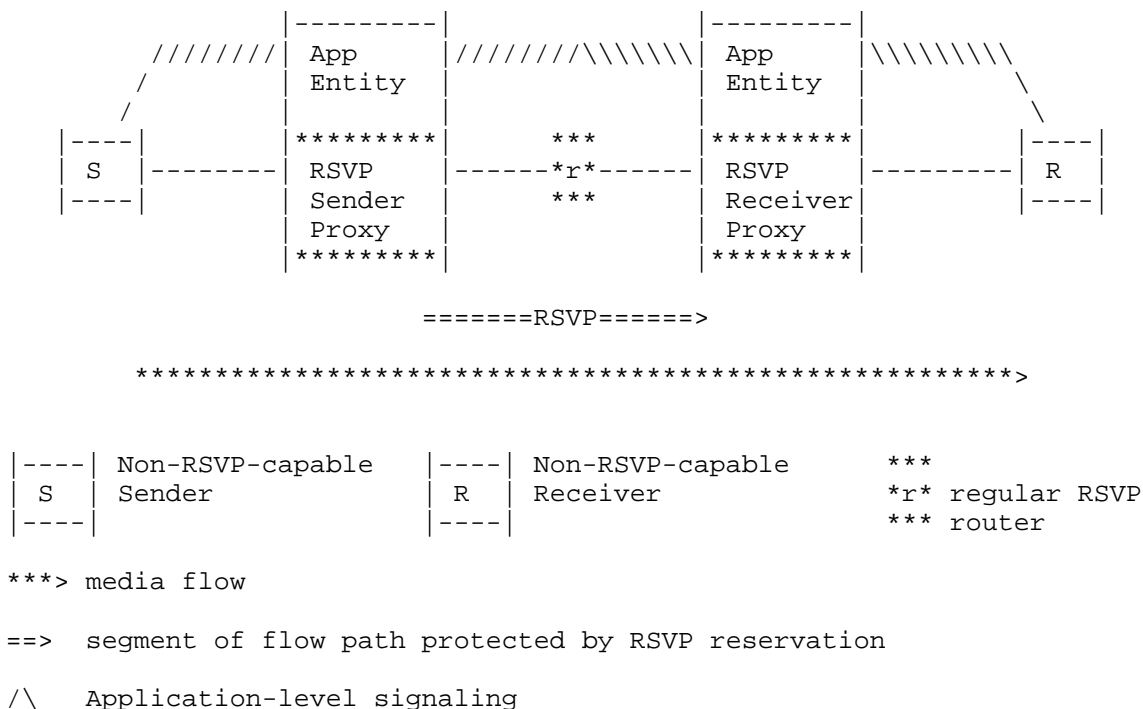 |---------|                |---------|
         ////////| App     |////////\\\\\\\| App     |\\\\\\\\\
        /        | Entity  |               | Entity  |         \
       /         |         |               |         |          \
   |----|        |*********|      ***      |*********|         |----|
   | S  |--------| RSVP    |------*r*------| RSVP    |---------| R  |
   |----|        | Sender  |      ***      | Receiver|         |----|
                 | Proxy   |               | Proxy   |
                 |*********|               |*********|
=======RSVP======>
*******************************************************>
|----| Non-RSVP-capable   |----| Non-RSVP-capable      ***
| S  | Sender             | R  | Receiver              *r* regular RSVP
|----|                    |----|                       *** router
***> media flow
==>  segment of flow path protected by RSVP reservation
/\   Application-level signaling